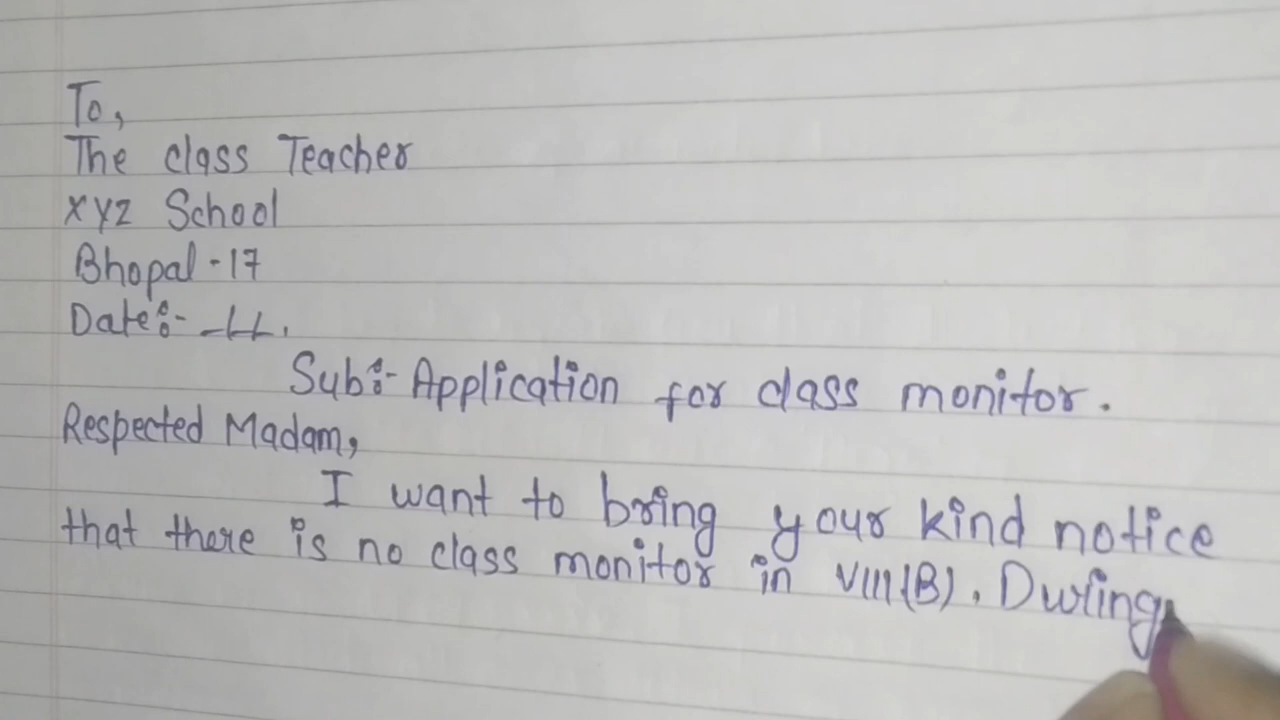 To,
The class Teacher
XYZ School
Bhopal - 17
Date:- _/_/_.
Sub:- Application for class monitor.
Respected Madam,
I want to bring your kind notice
that there is no class monitor in VIII(B). During